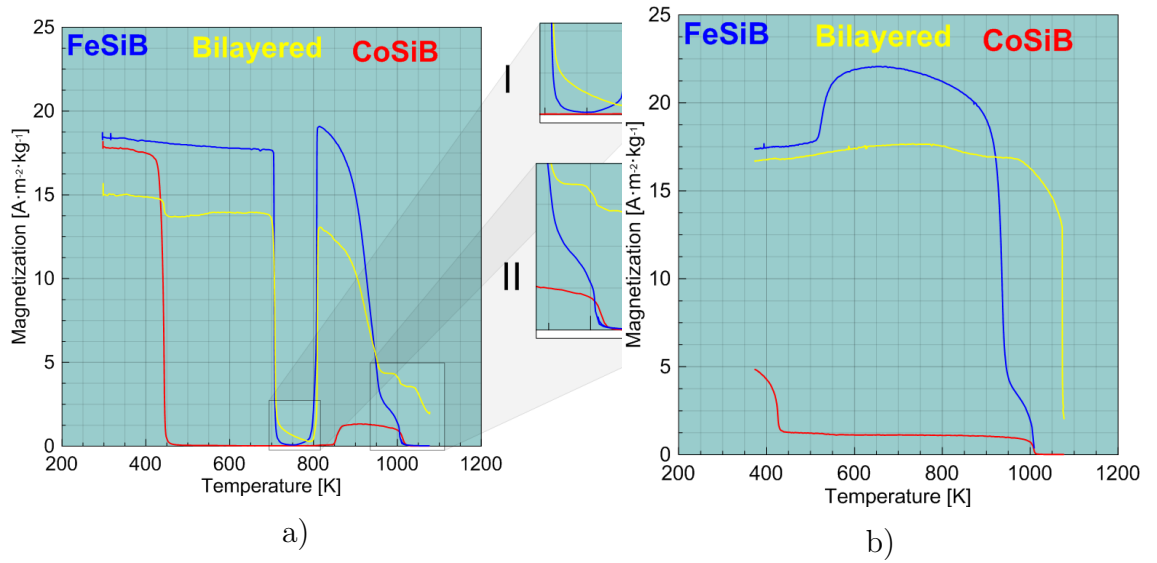 FeSiB
Bilayered
CoSiB
Magnetization [A·m⁻²·kg⁻¹]
25
20
15
10
5
0
200 400 600 800 1000 1200
Temperature [K]
a)
I
II
FeSiB
Bilayered
CoSiB
Magnetization [A·m⁻²·kg⁻¹]
25
20
15
10
5
0
200 400 600 800 1000 1200
Temperature [K]
b)